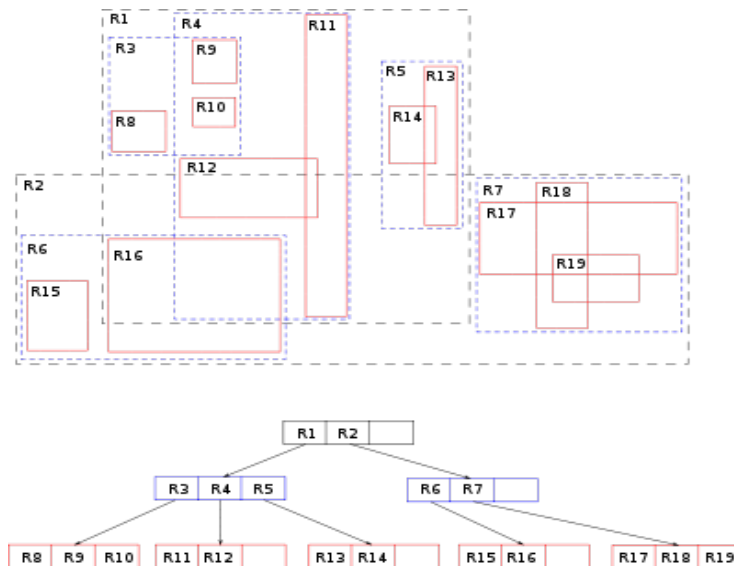 R1
R4
R11
R3
R9
R5
R13
R10
R8
R14
R12
R2
R7
R18
R17
R6
R16
R19
R15
R1 R2
R3 R4 R5
R6 R7
R8 R9 R10
R11 R12
R13 R14
R15 R16
R17 R18 R19